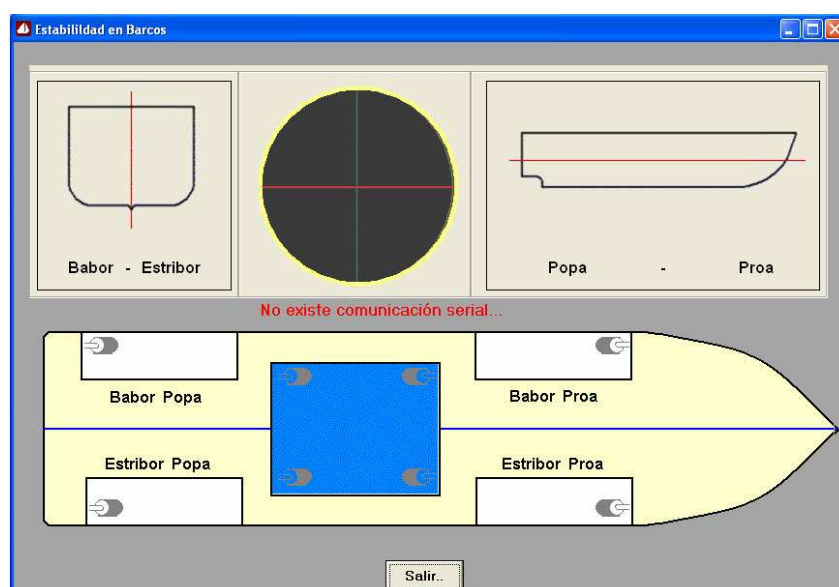 Estabilildad en Barcos
Babor - Estribor
Popa - Proa
No existe comunicación serial...
Babor Popa
Babor Proa
Estribor Popa
Estribor Proa
Salir..